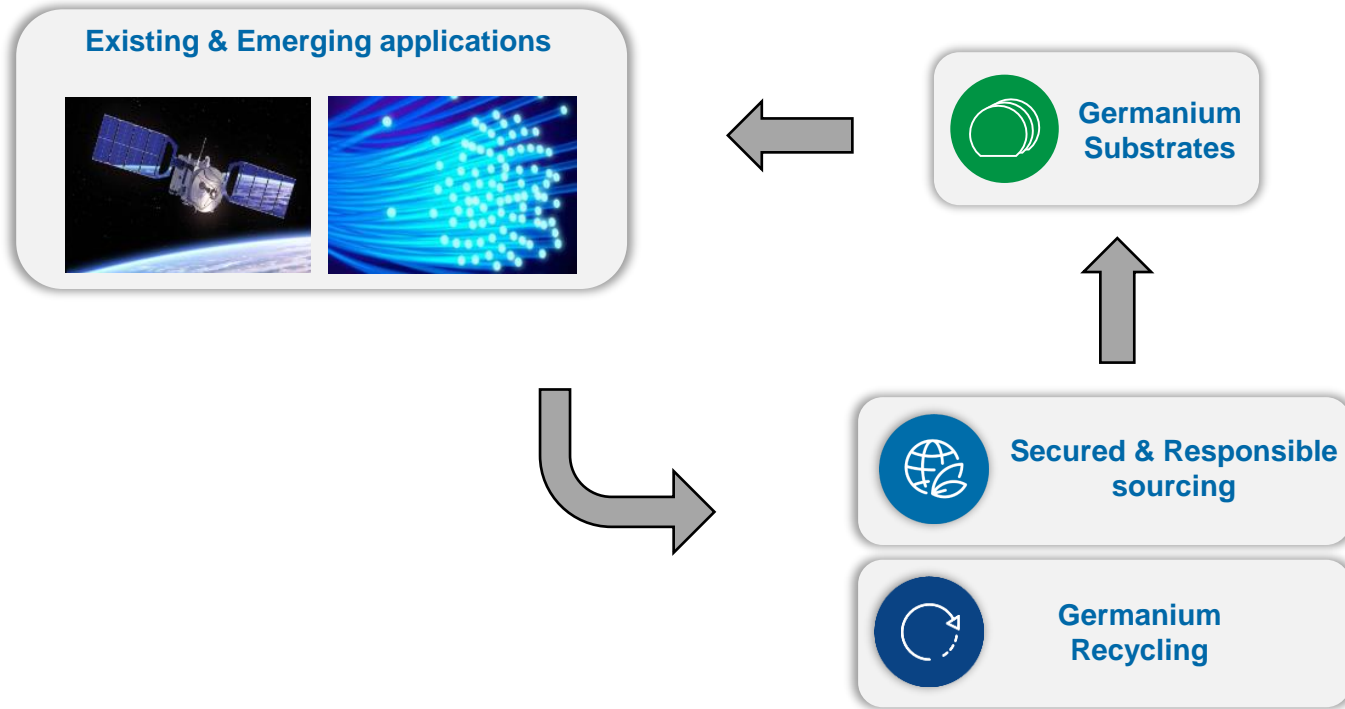 Existing & Emerging applications
Germanium
Substrates
Secured & Responsible
sourcing
Germanium
Recycling